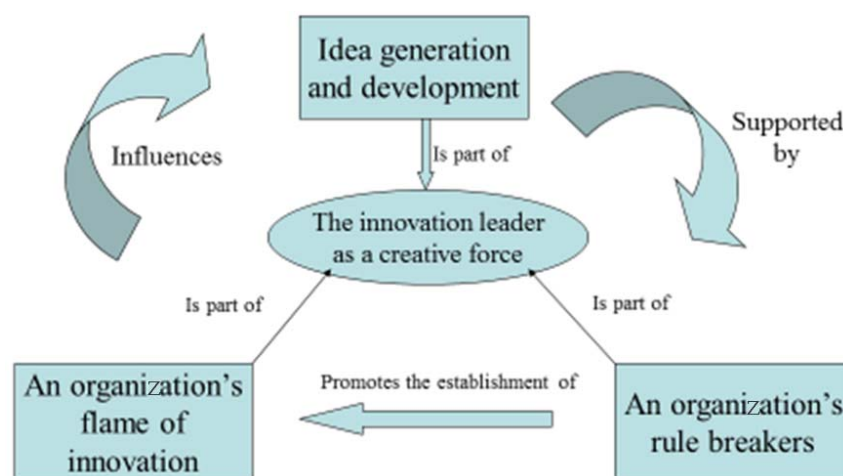 Idea generation
and development
Influences
Supported
by
Is part of
The innovation leader
as a creative force
Is part of
Is part of
An organization's
flame of
innovation
Promotes the establishment of
An organization's
rule breakers